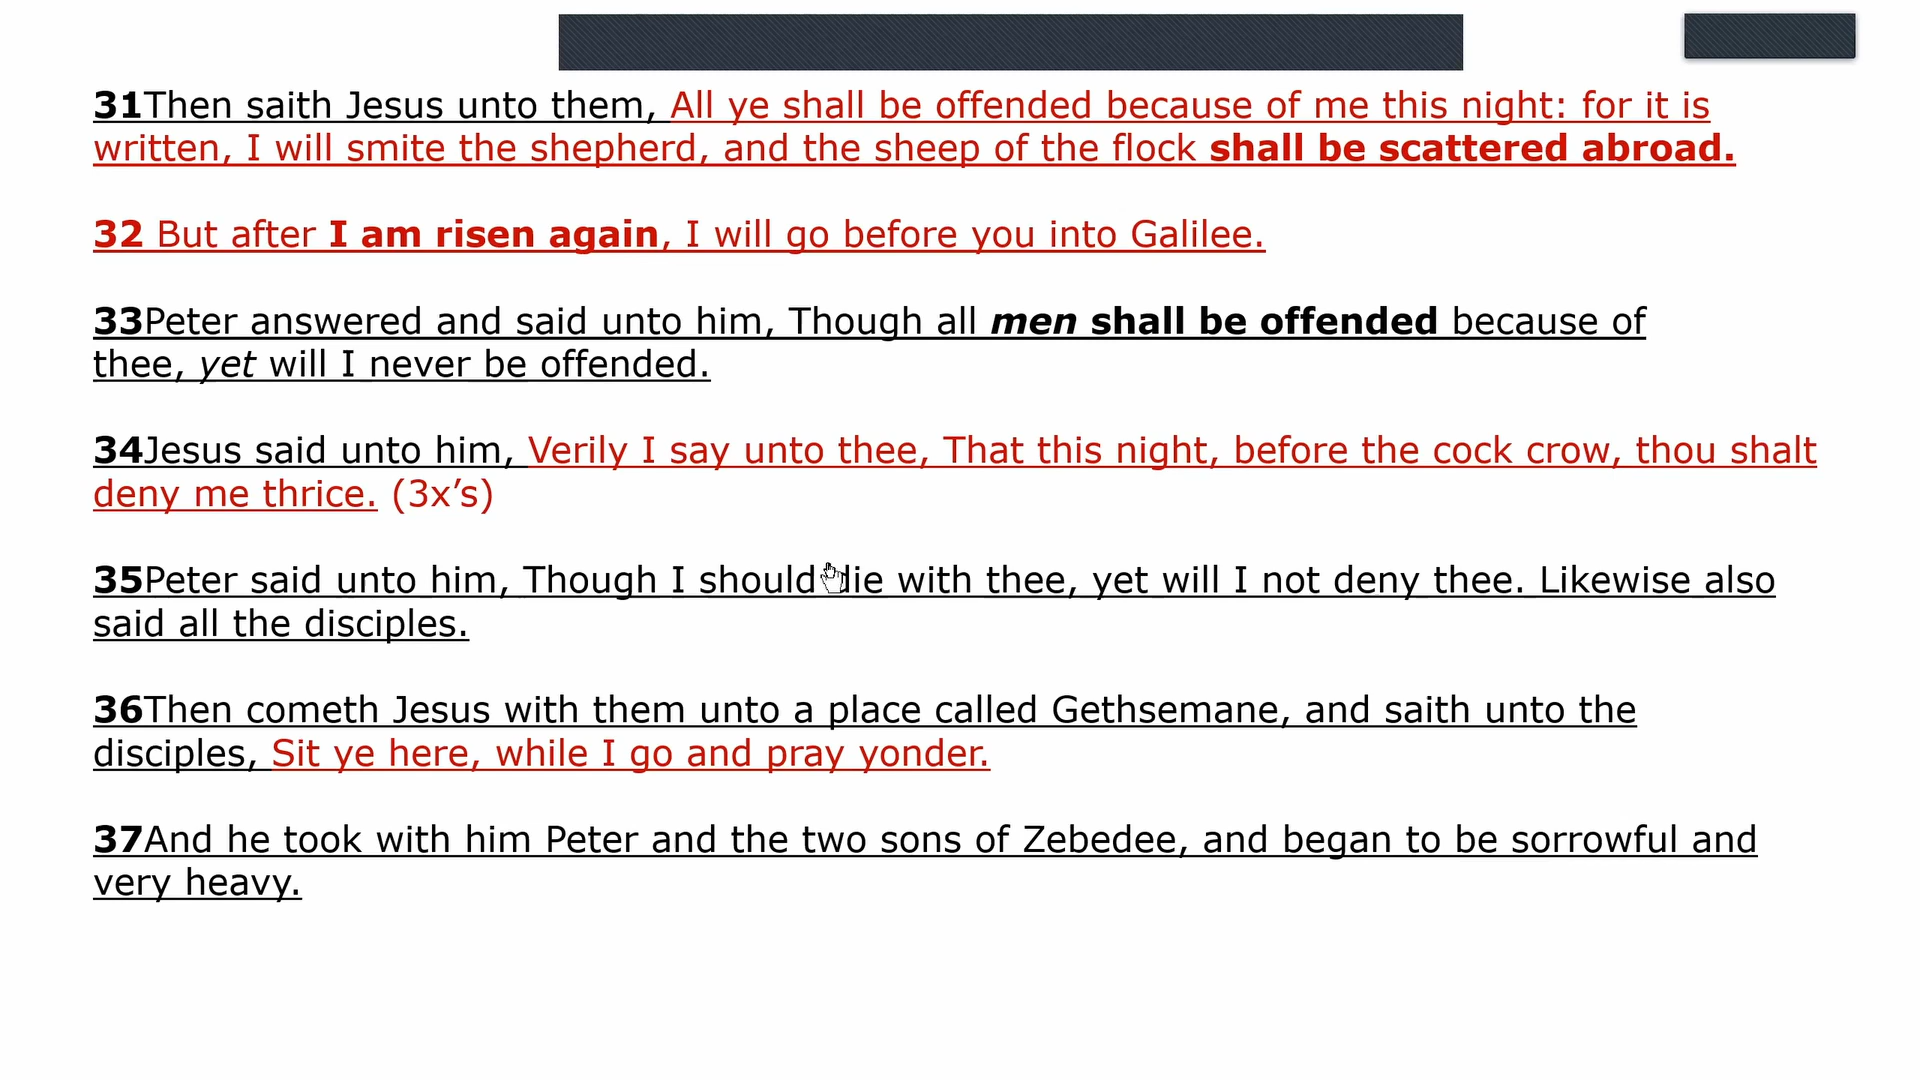 31Then saith Jesus unto them, All ye shall be offended because of me this night: for it is
written, I will smite the shepherd, and the sheep of the flock shall be scattered abroad.
32 But after I am risen again, I will go before you into Galilee.
33Peter answered and said unto him, Though all men shall be offended because of
thee, yet will I never be offended.
34Jesus said unto him, Verily I say unto thee, That this night, before the cock crow, thou shalt
deny me thrice. (3x’s)
35Peter said unto him, Though I should die with thee, yet will I not deny thee. Likewise also
said all the disciples.
36Then cometh Jesus with them unto a place called Gethsemane, and saith unto the
disciples, Sit ye here, while I go and pray yonder.
37And he took with him Peter and the two sons of Zebedee, and began to be sorrowful and
very heavy.